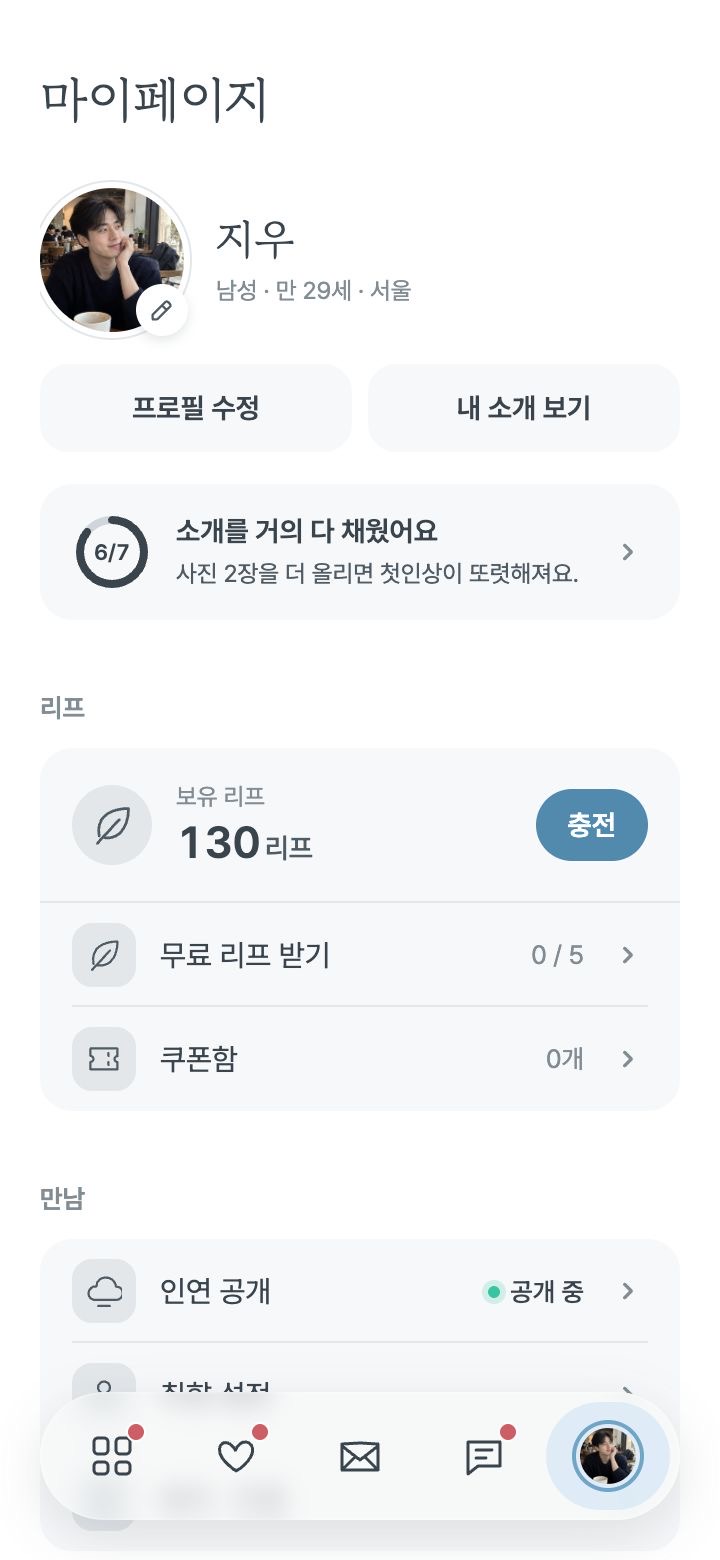 마이페이지
지우
남성 · 만 29세 · 서울
프로필 수정
내 소개 보기
6/7
소개를 거의 다 채웠어요
사진 2장을 더 올리면 첫인상이 또렷해져요.
리프
보유 리프
130리프
충전
무료 리프 받기
0 / 5
쿠폰함
0개
만남
인연 공개
공개 중